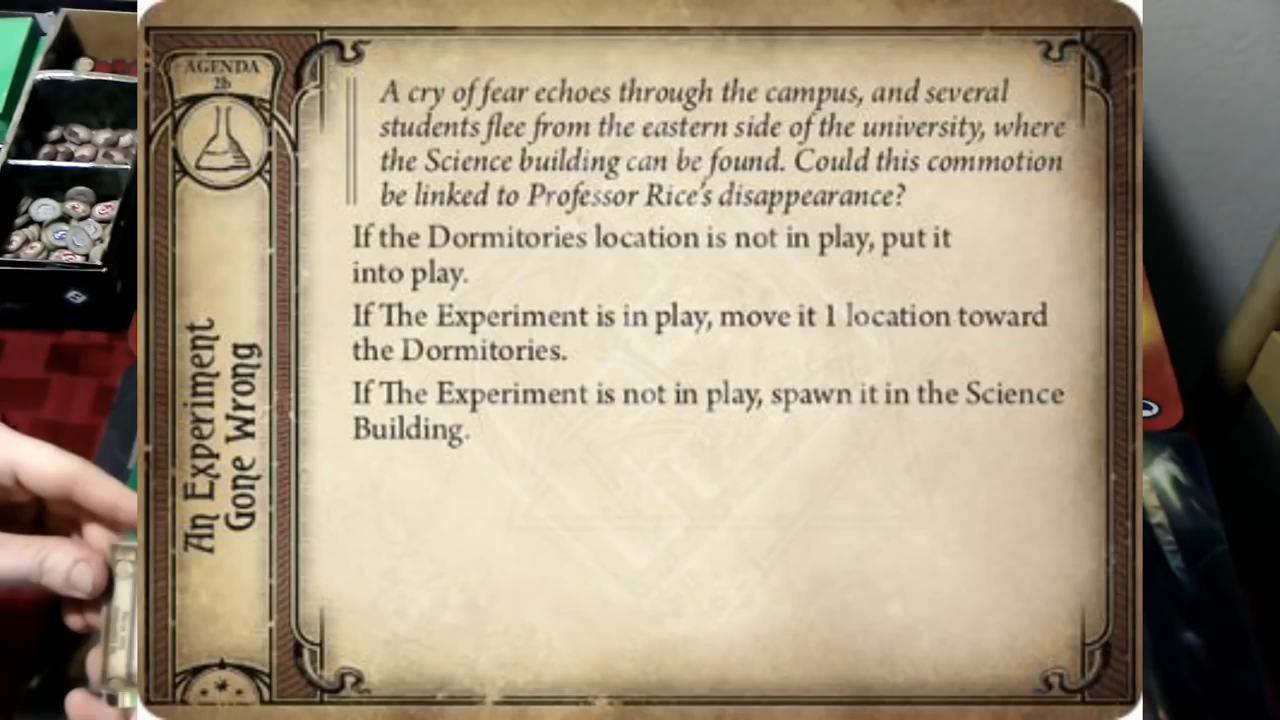 AGENDA
2b
An Experiment
Gone Wrong
A cry of fear echoes through the campus, and several
students flee from the eastern side of the university, where
the Science building can be found. Could this commotion
be linked to Professor Rice's disappearance?
If the Dormitories location is not in play, put it
into play.
If The Experiment is in play, move it 1 location toward
the Dormitories.
If The Experiment is not in play, spawn it in the Science
Building.